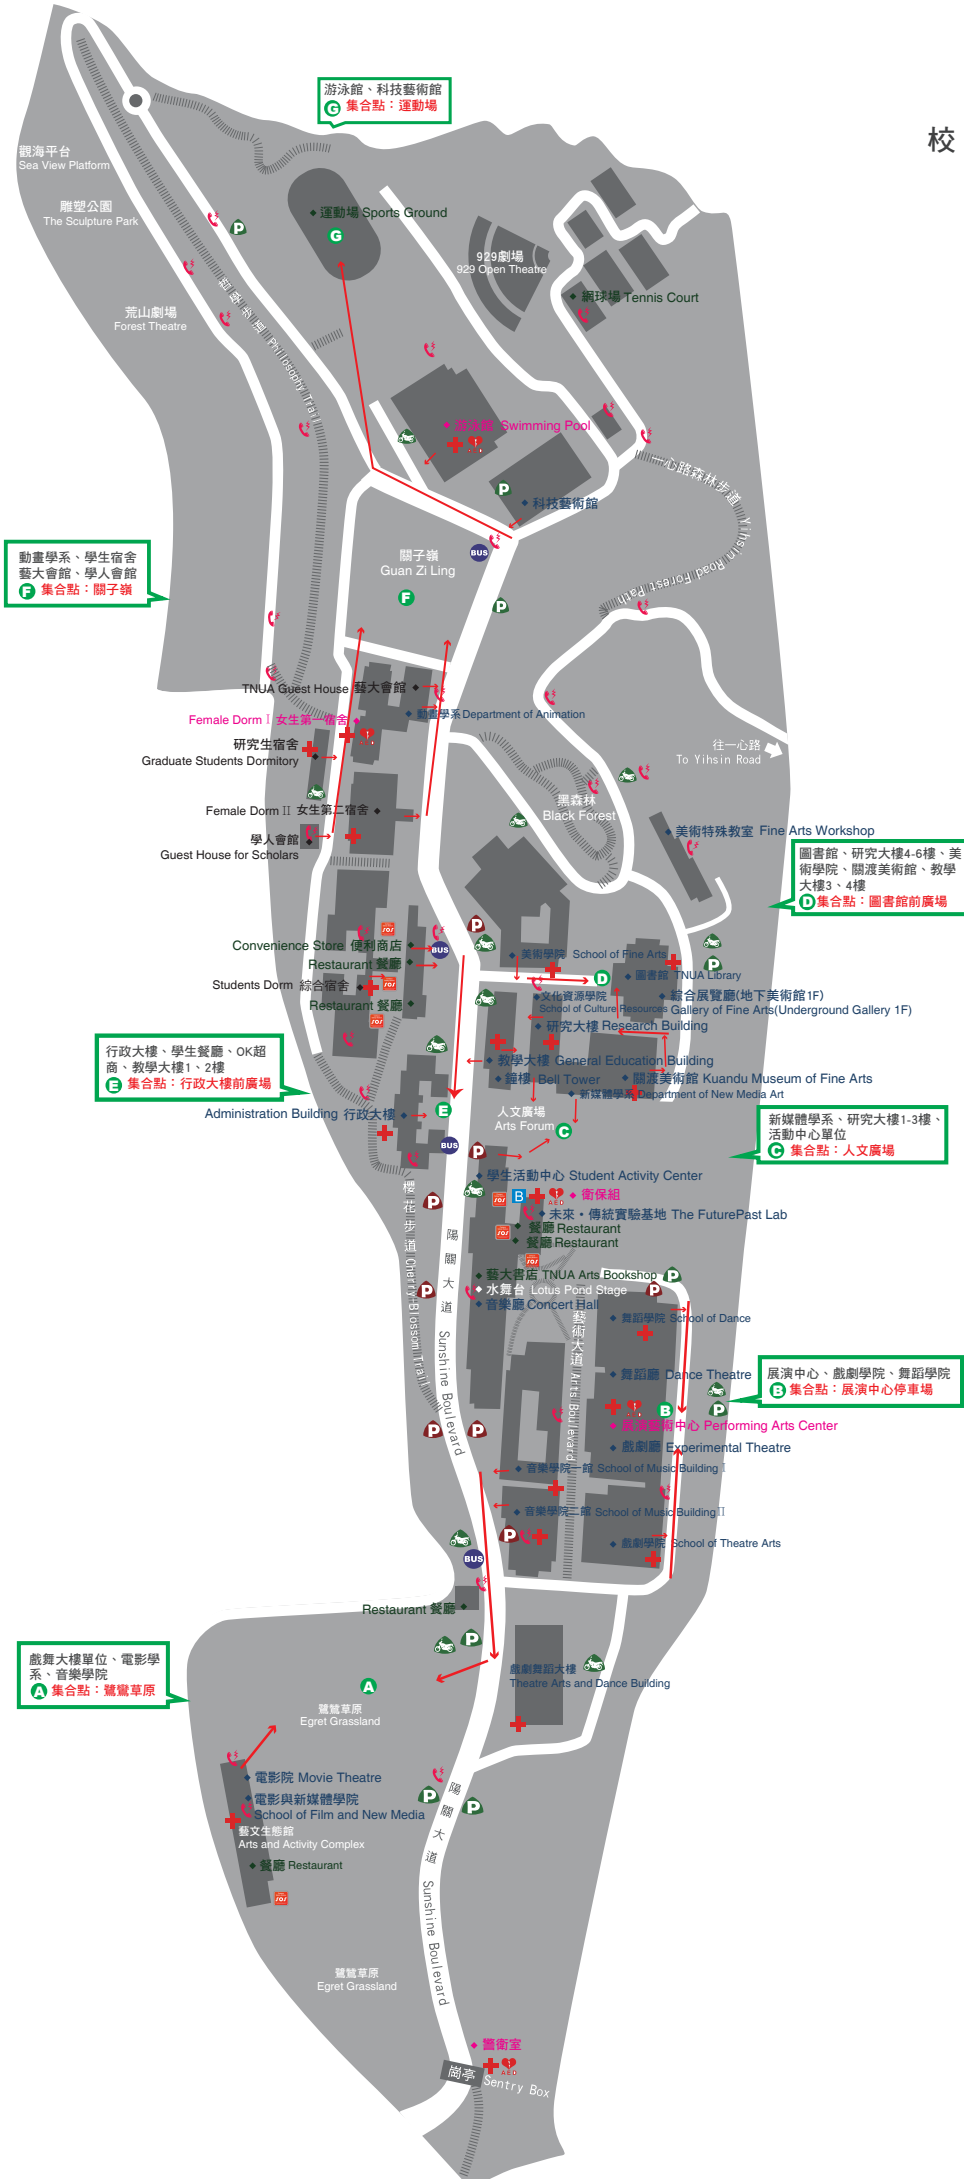 校
游泳館、科技藝術館
G 集合點：運動場
觀海平台
Sea View Platform
雕塑公園
The Sculpture Park
P
運動場 Sports Ground
G
929劇場
929 Open Theatre
網球場 Tennis Court
荒山劇場
Forest Theatre
哲學步道 Philosophy Trail
游泳館 Swimming Pool
一心路森林步道 Yihsin Road Forest Path
P
科技藝術館
關子嶺
Guan Zi Ling
BUS
F
P
動畫學系、學生宿舍
藝大會館、學人會館
F 集合點：關子嶺
TNUA Guest House 藝大會館
動畫學系 Department of Animation
Female Dorm I 女生第一宿舍
研究生宿舍
Graduate Students Dormitory
往一心路
To Yihsin Road
黑森林
Black Forest
Female Dorm II 女生第二宿舍
學人會館
Guest House for Scholars
美術特殊教室 Fine Arts Workshop
圖書館、研究大樓4-6樓、美
術學院、關渡美術館、教學
大樓3、4樓
D 集合點：圖書館前廣場
P
Convenience Store 便利商店
BUS
Restaurant 餐廳
美術學院 School of Fine Arts
P
D
圖書館 TNUA Library
Students Dorm 綜合宿舍
Restaurant 餐廳
文化資源學院
School of Culture Resources
綜合展覽廳(地下美術館1F)
Gallery of Fine Arts(Underground Gallery 1F)
研究大樓 Research Building
行政大樓、學生餐廳、OK超
商、教學大樓1、2樓
E 集合點：行政大樓前廣場
教學大樓 General Education Building
鐘樓 Bell Tower
關渡美術館 Kuandu Museum of Fine Arts
新媒體學系 Department of New Media Art
Administration Building 行政大樓
E
人文廣場
Arts Forum
C
新媒體學系、研究大樓1-3樓、
活動中心單位
C 集合點：人文廣場
BUS
P
學生活動中心 Student Activity Center
櫻花步道 Cherry Blossom Trail
P
B
AED
衛保組
未來・傳統實驗基地 The FuturePast Lab
餐廳 Restaurant
餐廳 Restaurant
陽關大道 Sunshine Boulevard
藝大書店 TNUA Arts Bookshop
P
水舞台 Lotus Pond Stage
P
P
音樂廳 Concert Hall
藝術大道 Arts Boulevard
舞蹈學院 School of Dance
舞蹈廳 Dance Theatre
展演中心、戲劇學院、舞蹈學院
B 集合點：展演中心停車場
B
P
展演藝術中心 Performing Arts Center
P
P
戲劇廳 Experimental Theatre
音樂學院一館 School of Music Building I
音樂學院二館 School of Music Building II
P
戲劇學院 School of Theatre Arts
BUS
Restaurant 餐廳
P
戲劇舞蹈大樓
Theatre Arts and Dance Building
戲舞大樓單位、電影學
系、音樂學院
A 集合點：鷺鷥草原
A
鷺鷥草原
Egret Grassland
電影院 Movie Theatre
電影與新媒體學院
School of Film and New Media
P
P
藝文生態館
Arts and Activity Complex
餐廳 Restaurant
陽關大道 Sunshine Boulevard
鷺鷥草原
Egret Grassland
警衛室
AED
崗亭 Sentry Box